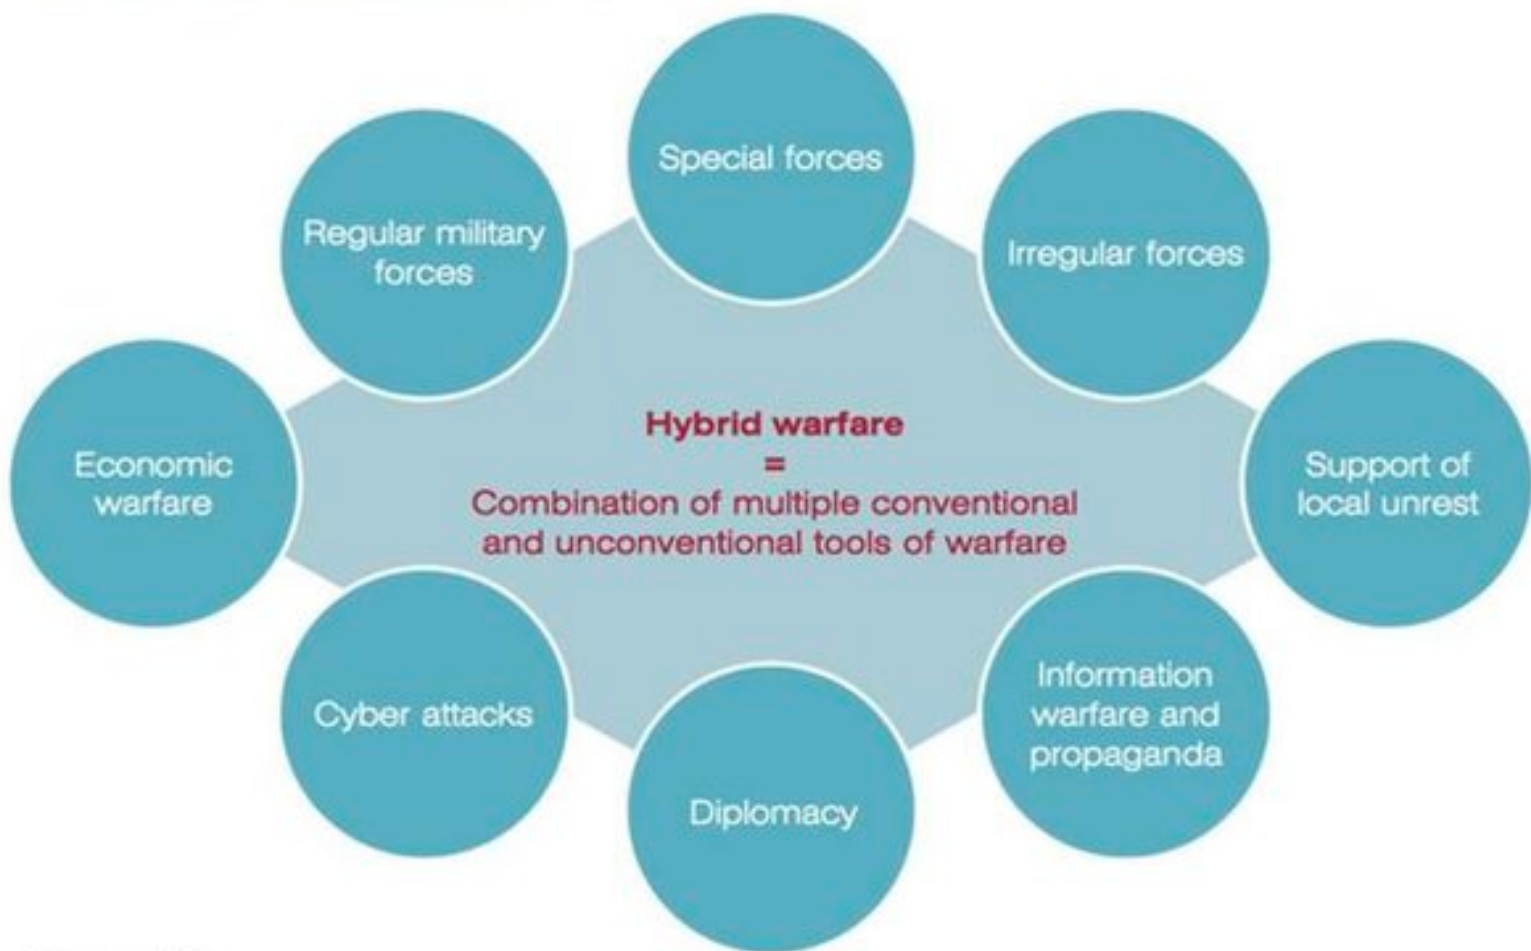 Special forces
Regular military
forces
Irregular forces
Economic
warfare
Hybrid warfare
=
Combination of multiple conventional
and unconventional tools of warfare
Support of
local unrest
Cyber attacks
Information
warfare and
propaganda
Diplomacy